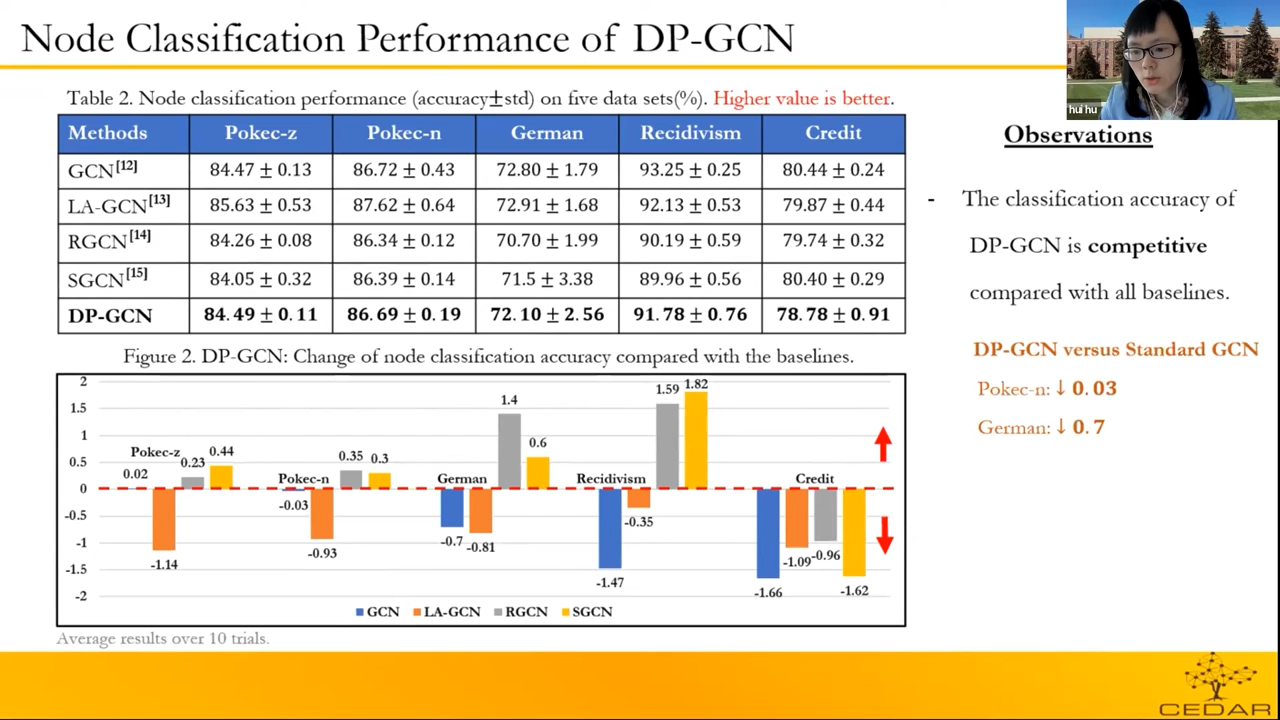 Node Classification Performance of DP-GCN
hui hu
Table 2. Node classification performance (accuracy±std) on five data sets(%). Higher value is better.
Methods Pokec-z Pokec-n German Recidivism Credit
GCN[12] 84.47 ± 0.13 86.72 ± 0.43 72.80 ± 1.79 93.25 ± 0.25 80.44 ± 0.24
LA-GCN[13] 85.63 ± 0.53 87.62 ± 0.64 72.91 ± 1.68 92.13 ± 0.53 79.87 ± 0.44
RGCN[14] 84.26 ± 0.08 86.34 ± 0.12 70.70 ± 1.99 90.19 ± 0.59 79.74 ± 0.32
SGCN[15] 84.05 ± 0.32 86.39 ± 0.14 71.5 ± 3.38 89.96 ± 0.56 80.40 ± 0.29
DP-GCN 84.49 ± 0.11 86.69 ± 0.19 72.10 ± 2.56 91.78 ± 0.76 78.78 ± 0.91
Figure 2. DP-GCN: Change of node classification accuracy compared with the baselines.
2
1.5
1
0.5
0
-0.5
-1
-1.5
-2
Pokec-z
0.02
-1.14
0.23
0.44
Pokec-n
-0.03
-0.93
0.35
0.3
German
-0.7
-0.81
1.4
0.6
Recidivism
-1.47
-0.35
1.59
1.82
Credit
-1.66
-1.09
-0.96
-1.62
GCN LA-GCN RGCN SGCN
Average results over 10 trials.
Observations
- The classification accuracy of
DP-GCN is competitive
compared with all baselines.
DP-GCN versus Standard GCN
Pokec-n: ↓ 0.03
German: ↓ 0.7
CEDAR